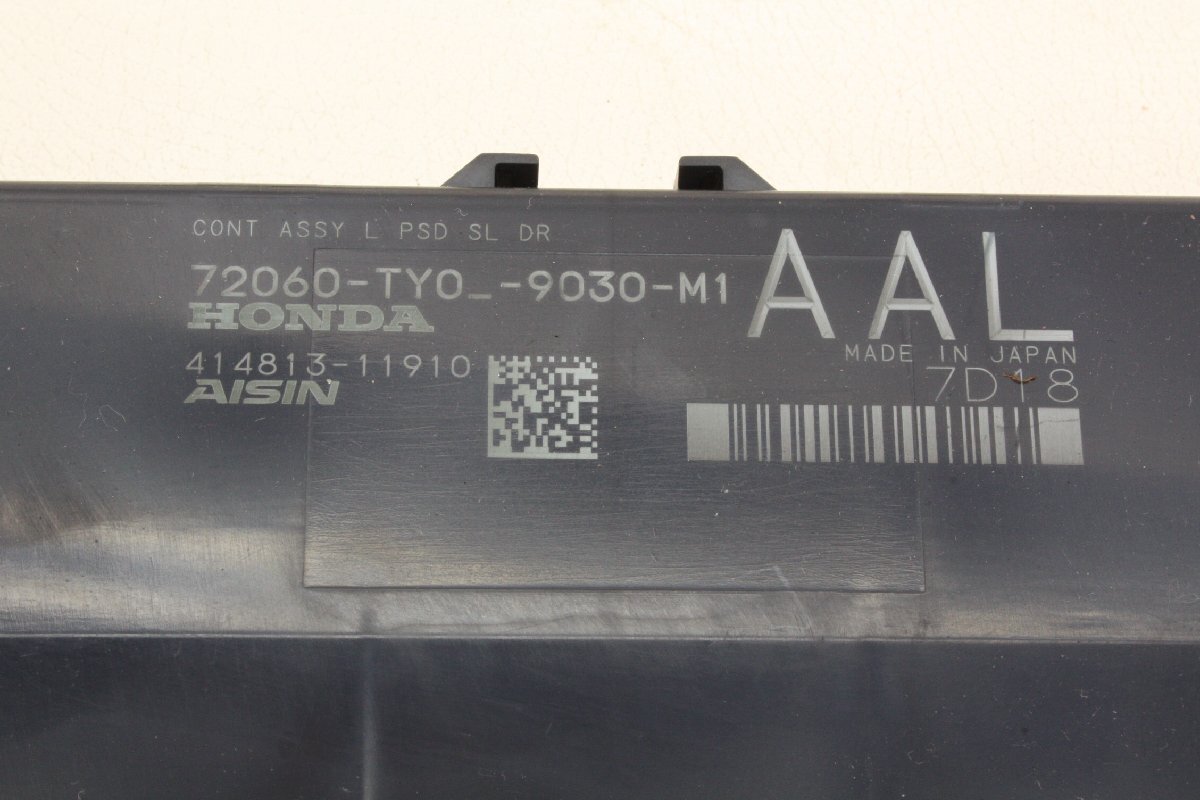 CONT ASSY L PSD SL DR
72060-TY0_-9030-M1
HONDA
414813-11910
AISIN
AAL
MADE IN JAPAN
7D18